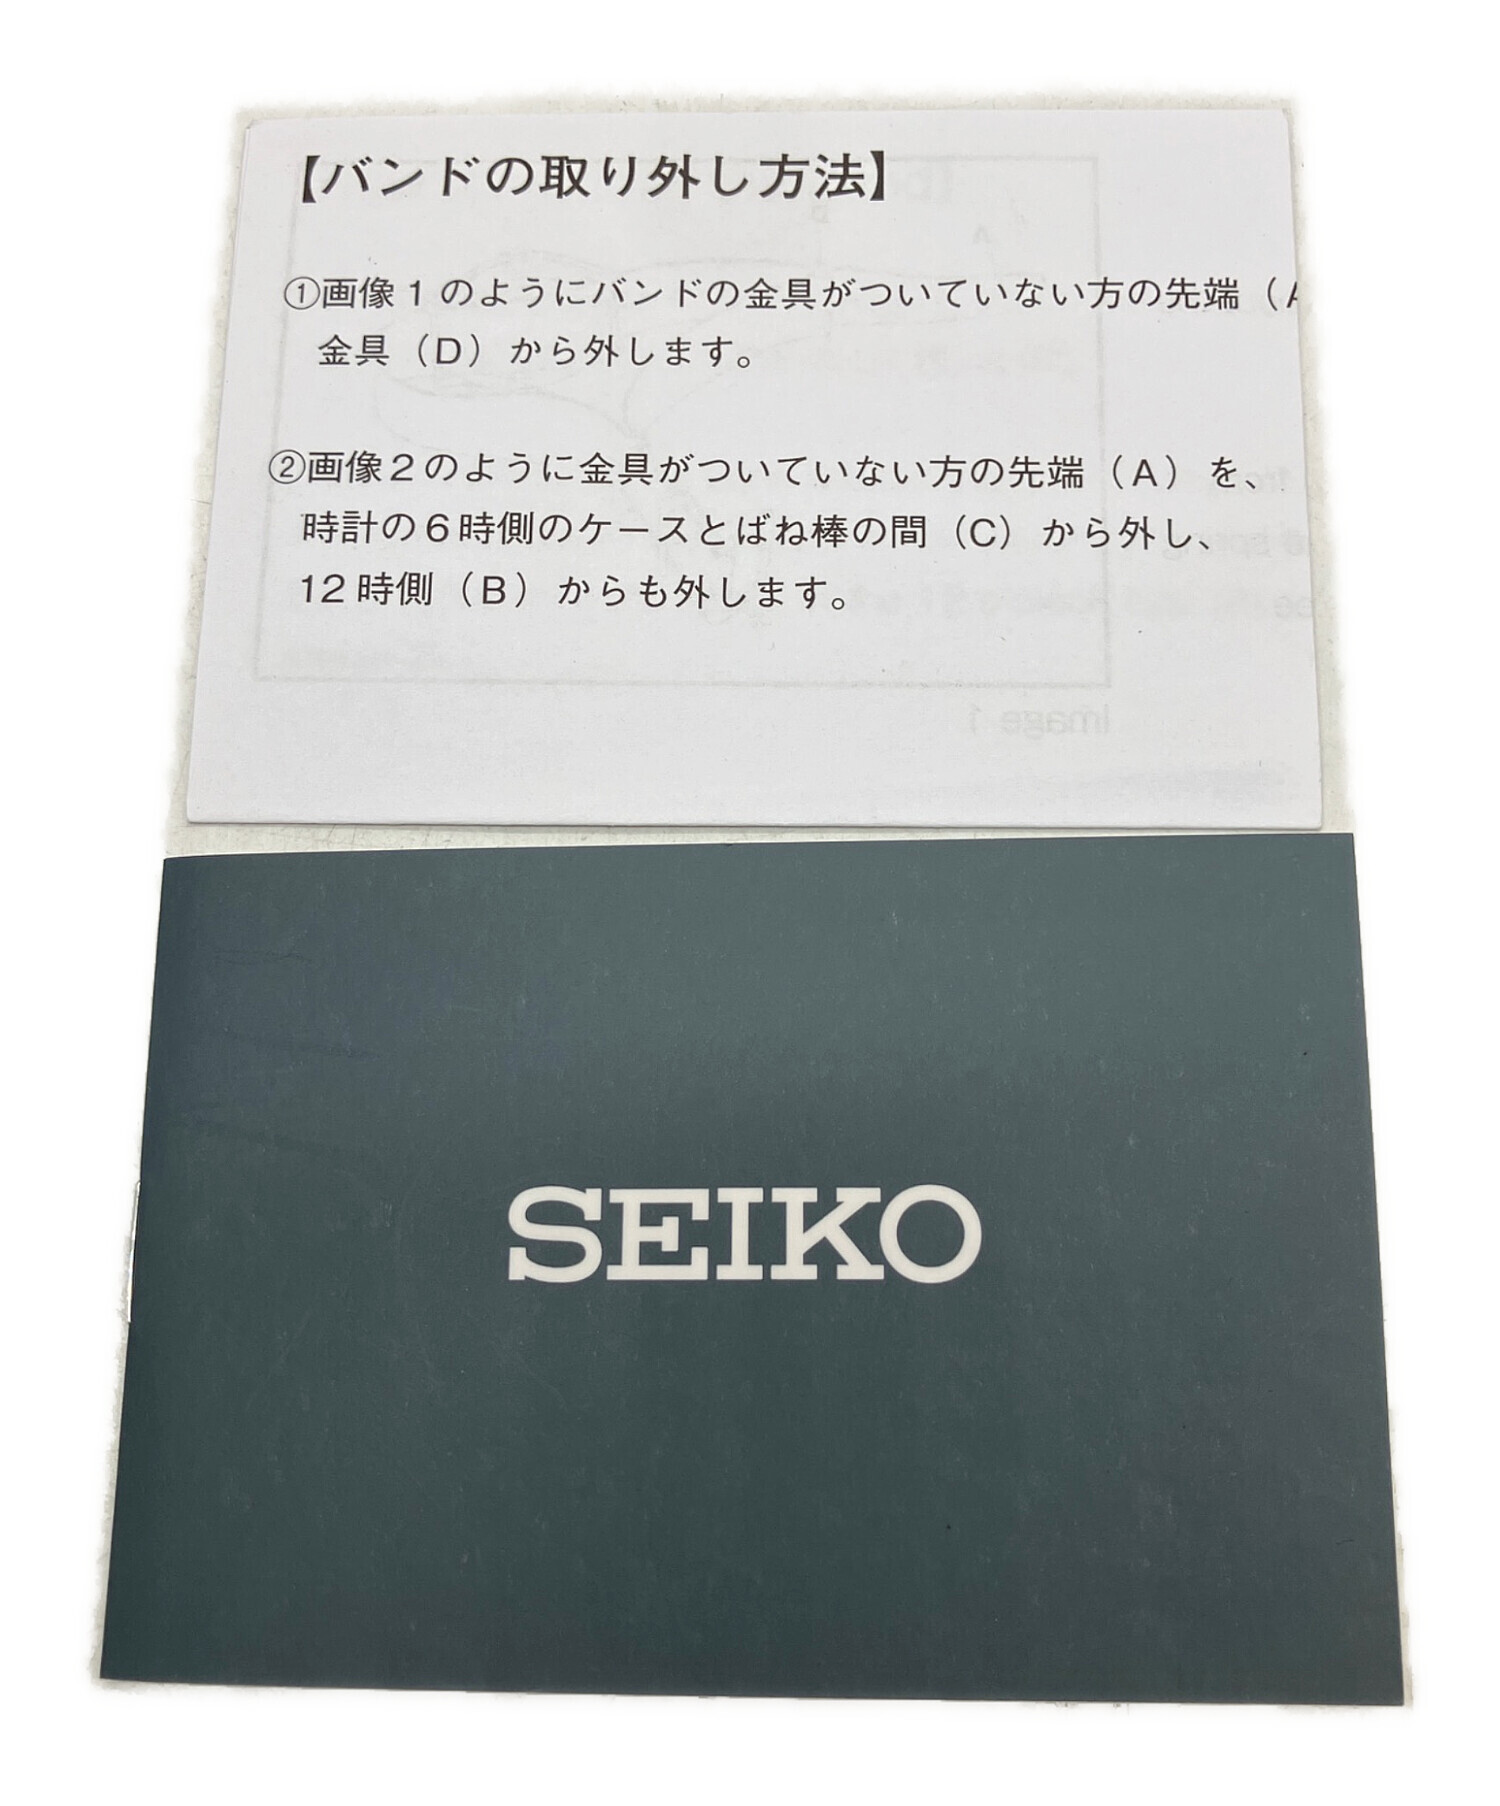 【バンドの取り外し方法】
①画像1のようにバンドの金具がついていない方の先端（A
金具（D）から外します。
②画像2のように金具がついていない方の先端（A）を、
時計の6時側のケースとばね棒の間（C）から外し、
12時側（B）からも外します。
Image 1
SEIKO